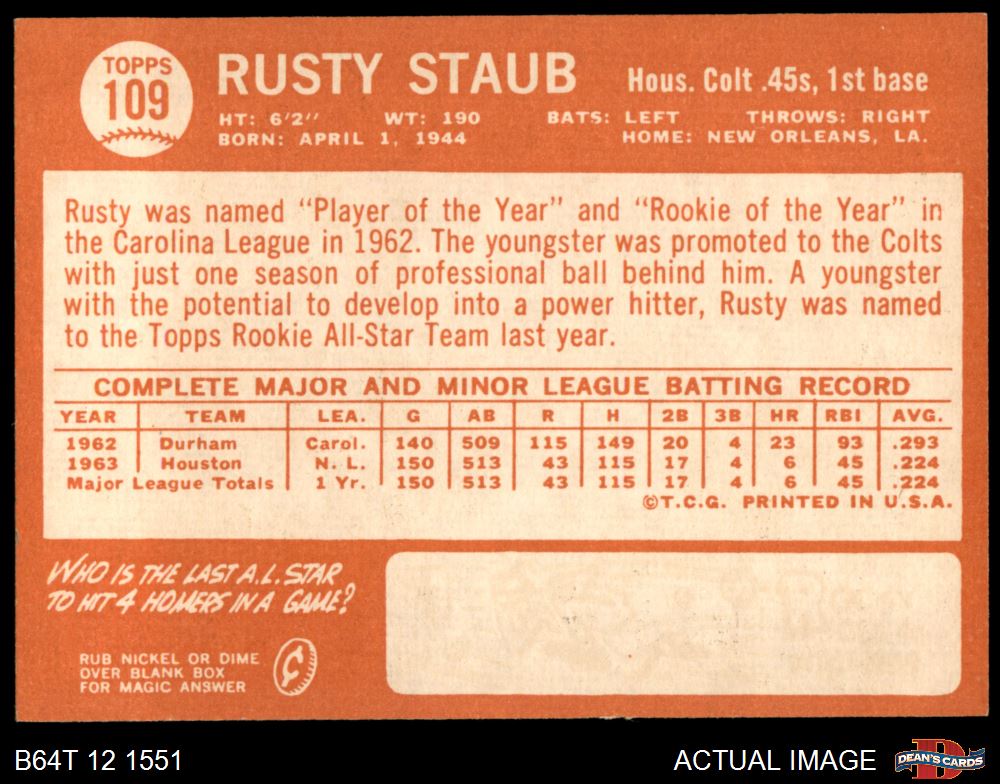 TOPPS
109
RUSTY STAUB
Hous. Colt .45s, 1st base
HT: 6'2'' WT: 190 BATS: LEFT THROWS: RIGHT
BORN: APRIL 1, 1944 HOME: NEW ORLEANS, LA.
Rusty was named "Player of the Year" and "Rookie of the Year" in
the Carolina League in 1962. The youngster was promoted to the Colts
with just one season of professional ball behind him. A youngster
with the potential to develop into a power hitter, Rusty was named
to the Topps Rookie All-Star Team last year.
COMPLETE MAJOR AND MINOR LEAGUE BATTING RECORD
YEAR TEAM LEA. G AB R H 2B 3B HR RBI AVG.
1962 Durham Carol. 140 509 115 149 20 4 23 93 .293
1963 Houston N. L. 150 513 43 115 17 4 6 45 .224
Major League Totals 1 Yr. 150 513 43 115 17 4 6 45 .224
©T.C.G. PRINTED IN U.S.A.
WHO IS THE LAST A.L. STAR
TO HIT 4 HOMERS IN A GAME?
RUB NICKEL OR DIME
OVER BLANK BOX
FOR MAGIC ANSWER
¢
B64T 12 1551
ACTUAL IMAGE
DEAN'S CARDS